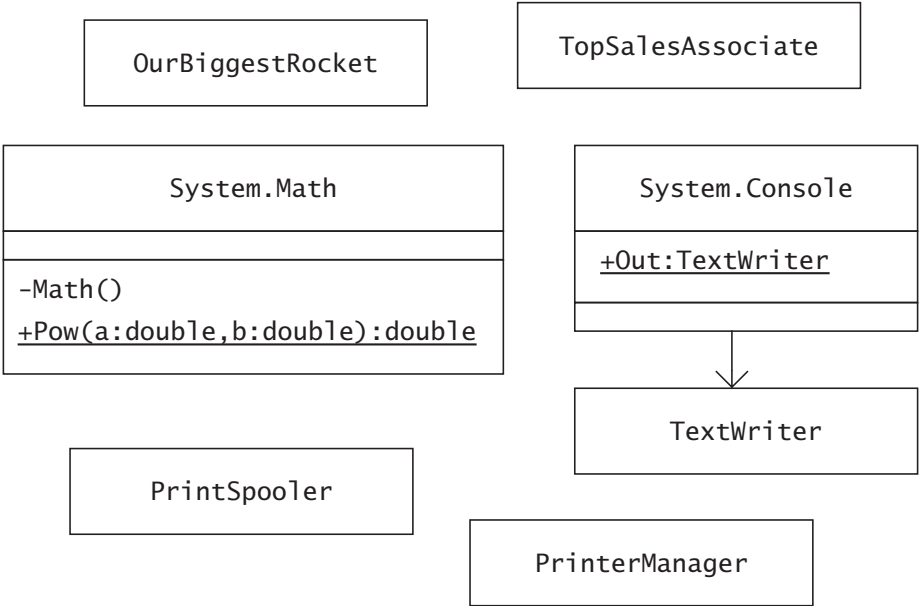 OurBiggestRocket
TopSalesAssociate
System.Math
-Math()
+Pow(a:double,b:double):double
System.Console
+Out:TextWriter
TextWriter
PrintSpooler
PrinterManager